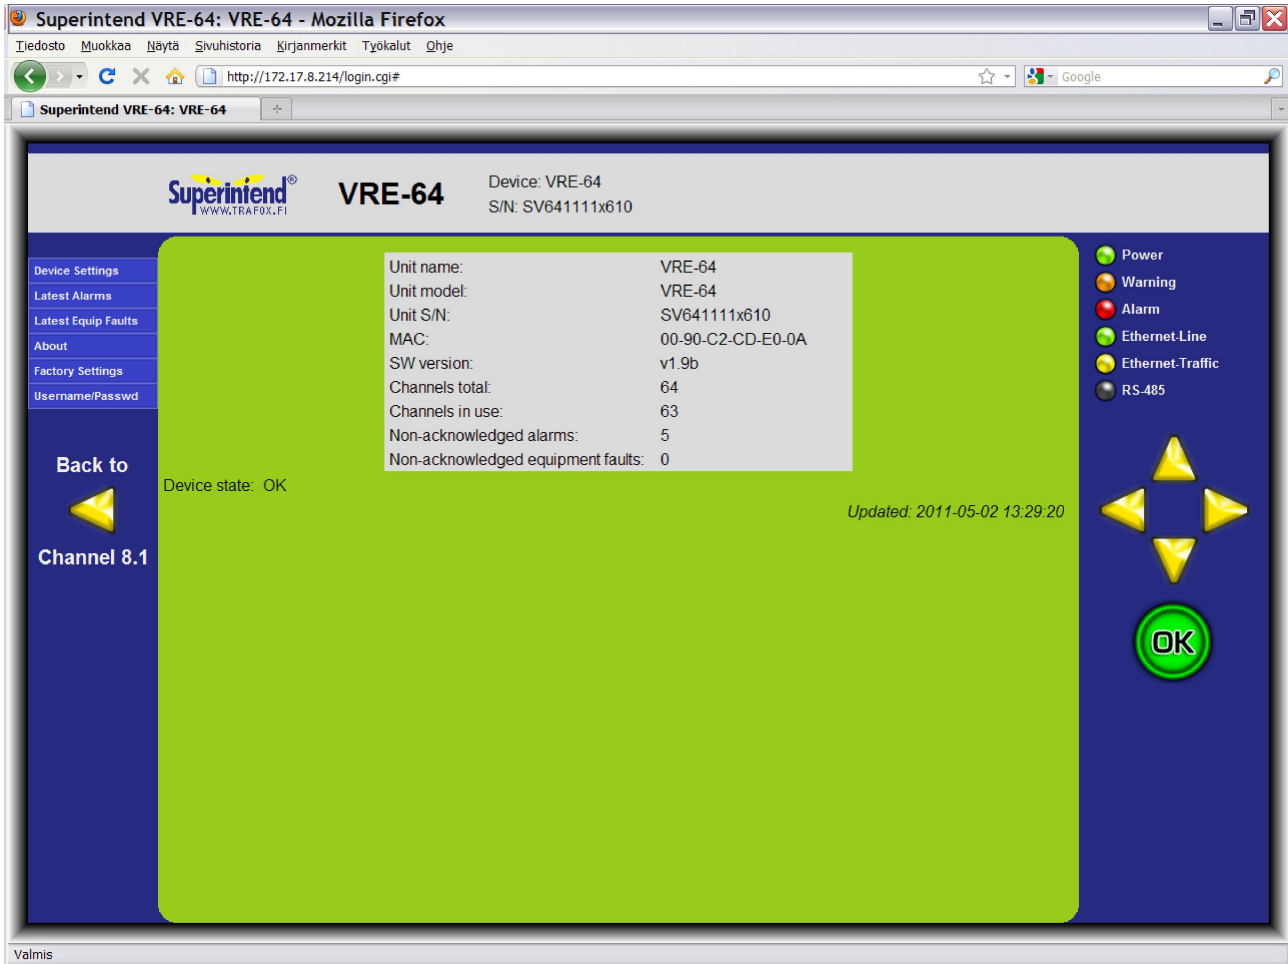 Superintend VRE-64: VRE-64 - Mozilla Firefox
Tiedosto Muokkaa Näytä Sivuhistoria Kirjanmerkit Työkalut Ohje
http://172.17.8.214/login.cgi# Google
Superintend VRE-64: VRE-64
Superintend®
WWW.TRAFOX.FI
VRE-64
Device: VRE-64
S/N: SV641111x610
Device Settings
Latest Alarms
Latest Equip Faults
About
Factory Settings
Username/Passwd
Back to
Channel 8.1
Unit name: VRE-64
Unit model: VRE-64
Unit S/N: SV641111x610
MAC: 00-90-C2-CD-E0-0A
SW version: v1.9b
Channels total: 64
Channels in use: 63
Non-acknowledged alarms: 5
Non-acknowledged equipment faults: 0
Device state: OK
Updated: 2011-05-02 13:29:20
Power
Warning
Alarm
Ethernet-Line
Ethernet-Traffic
RS-485
OK
Valmis